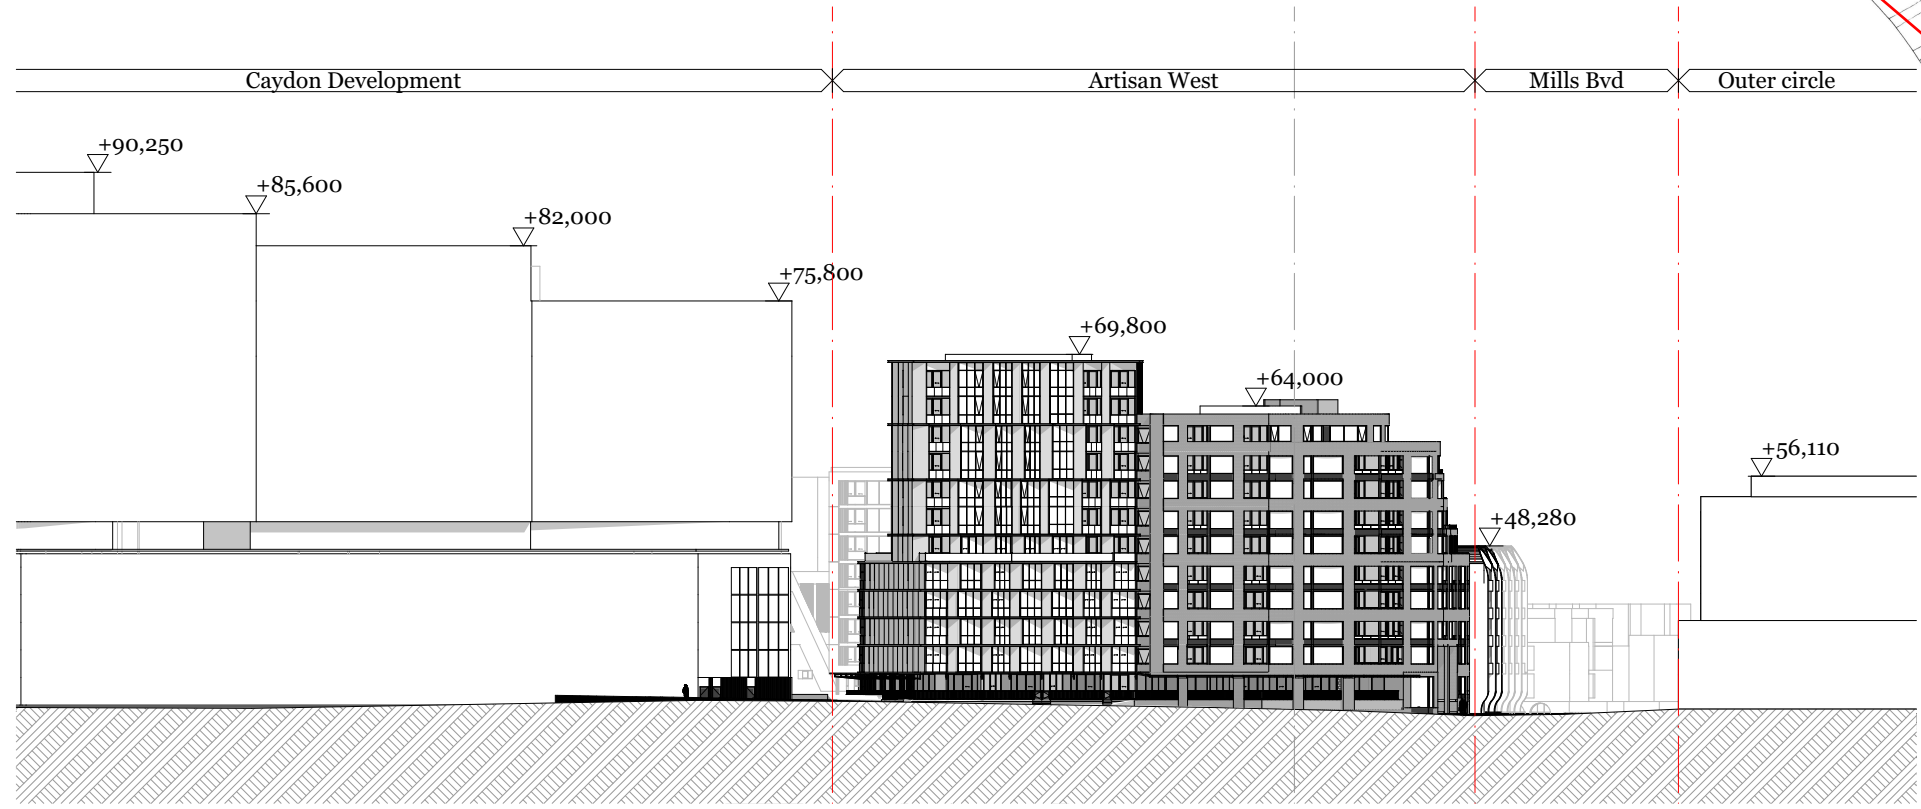 Caydon Development
Artisan West
Mills Bvd
Outer circle
+90,250
+85,600
+82,000
+75,800
+69,800
+64,000
+56,110
+48,280